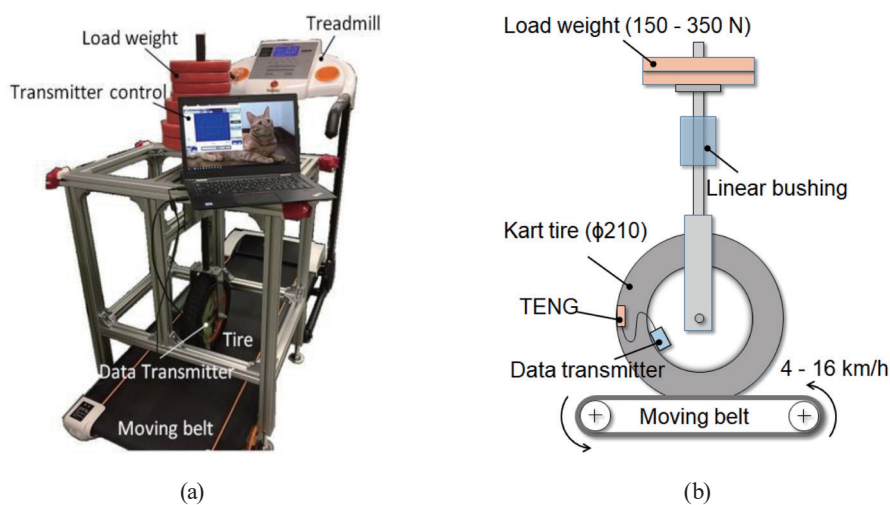 Load weight
Treadmill
Transmitter control
Tire
Data Transmitter
Moving belt
(a)
Load weight (150 - 350 N)
Linear bushing
Kart tire (ϕ210)
TENG
Data transmitter
4 - 16 km/h
Moving belt
(b)